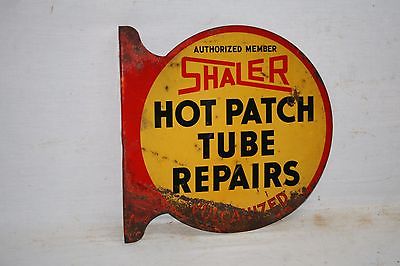 AUTHORIZED MEMBER
SHALER
HOT PATCH
TUBE
REPAIRS